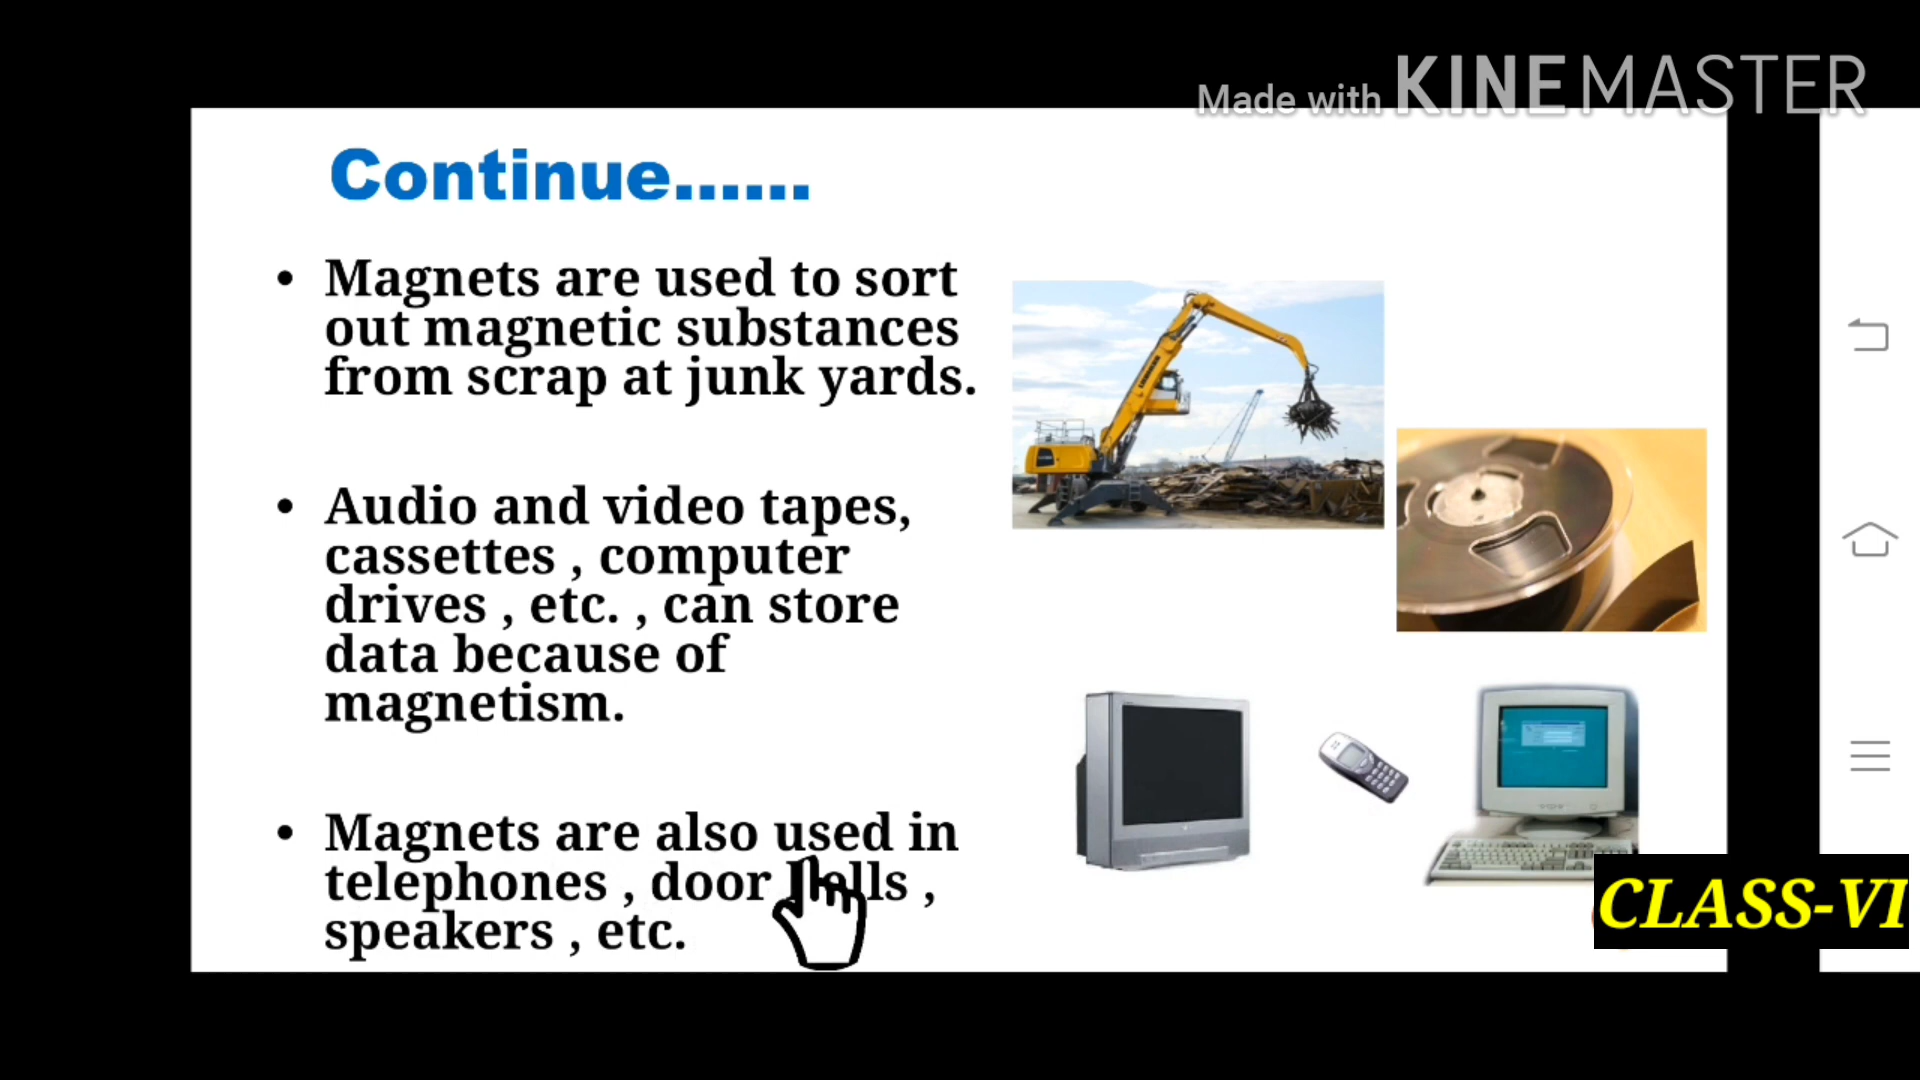 Made with KINEMASTER
Continue......
• Magnets are used to sort
out magnetic substances
from scrap at junk yards.
• Audio and video tapes,
cassettes , computer
drives , etc. , can store
data because of
magnetism.
• Magnets are also used in
telephones , door bells ,
speakers , etc.
CLASS-VI